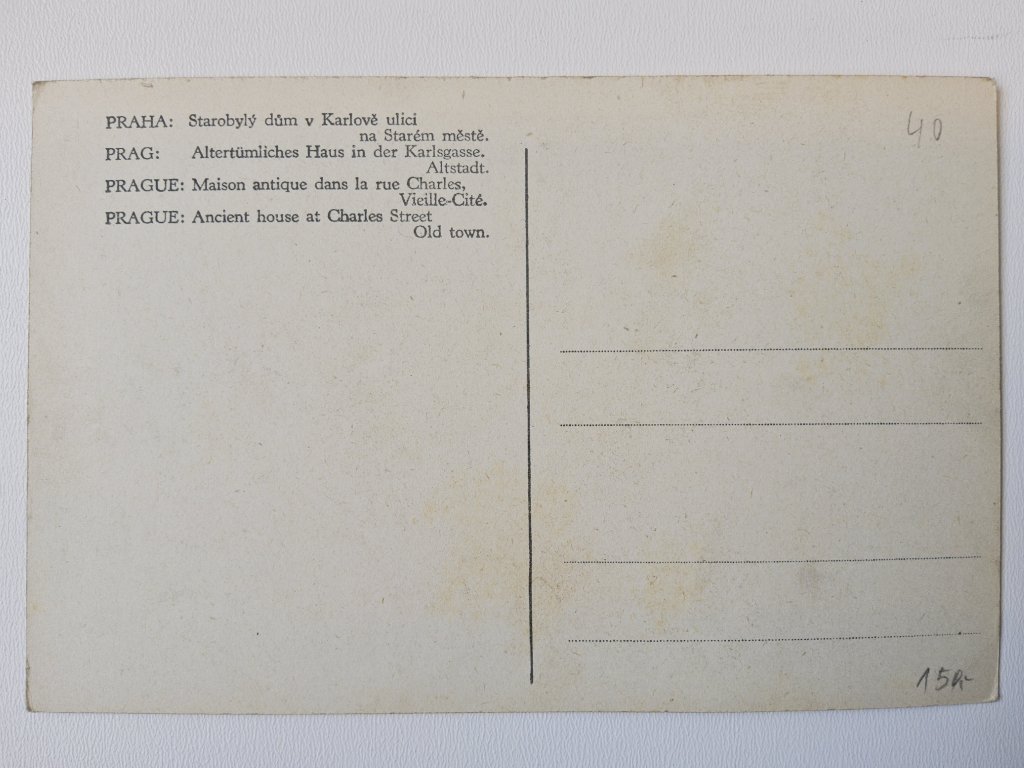 PRAHA: Starobylý dům v Karlově ulici
na Starém městě.
PRAG: Altertümliches Haus in der Karlsgasse.
Altstadt.
PRAGUE: Maison antique dans la rue Charles,
Vieille-Cité.
PRAGUE: Ancient house at Charles Street
Old town.
40